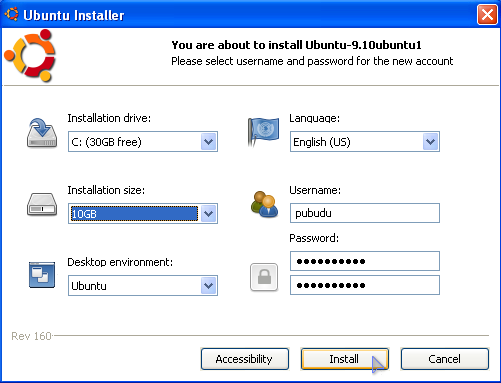 Ubuntu Installer
You are about to install Ubuntu-9.10ubuntu1
Please select username and password for the new account
Installation drive:
Language:
C: (30GB free)
English (US)
Installation size:
Username:
10GB
pubudu
Password:
●●●●●●●●●●
Desktop environment:
Ubuntu
●●●●●●●●●●
Rev 160
Accessibility
Install
Cancel